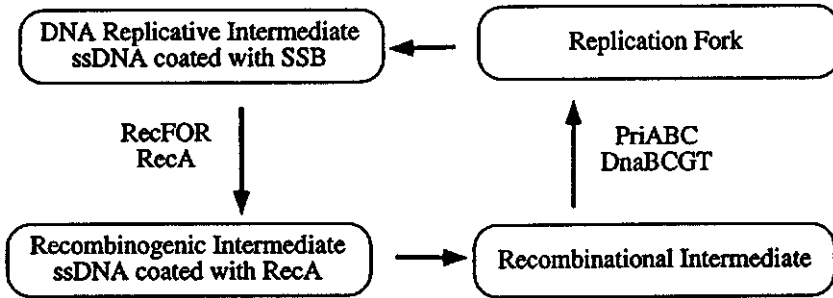 DNA Replicative Intermediate
ssDNA coated with SSB
Replication Fork
RecFOR
RecA
PriABC
DnaBCGT
Recombinogenic Intermediate
ssDNA coated with RecA
Recombinational Intermediate